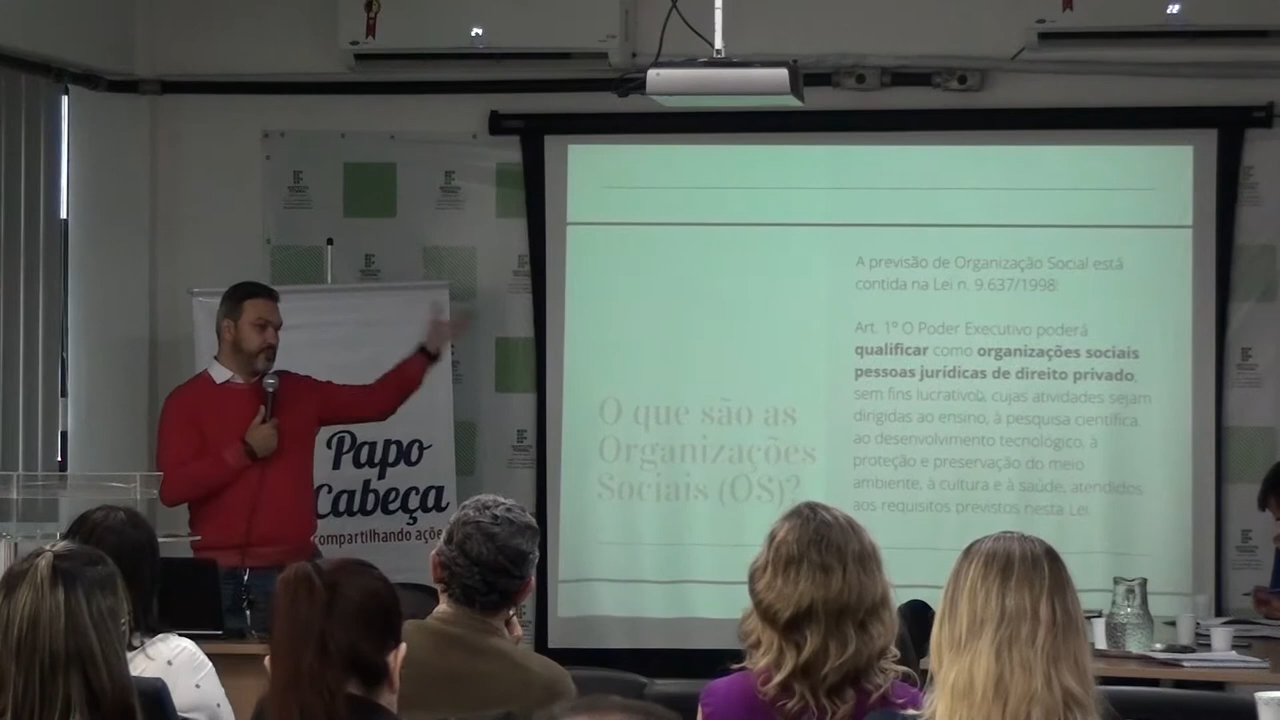 Papo
Cabeça
compartilhando açõe
O que são as
Organizações
Sociais (OS)?
A previsão de Organização Social está
contida na Lei n. 9.637/1998:
Art. 1º O Poder Executivo poderá
qualificar como organizações sociais
pessoas jurídicas de direito privado,
sem fins lucrativos, cujas atividades sejam
dirigidas ao ensino, à pesquisa científica,
ao desenvolvimento tecnológico, à
proteção e preservação do meio
ambiente, à cultura e à saúde, atendidos
aos requisitos previstos nesta Lei.